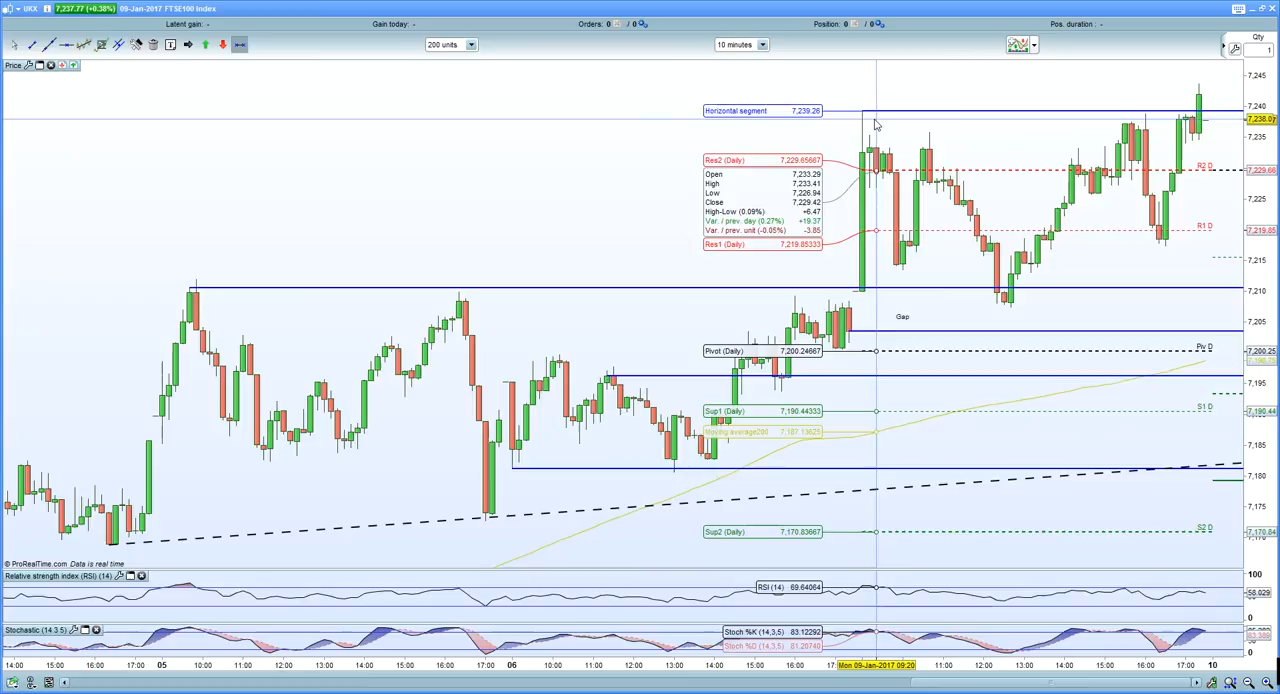 UKX 7,237.77 (+0.38%) 09-Jan-2017 FTSE100 Index
Latent gain: - Gain today: - Orders: 0 / 0 Position: 0 / 0 Pos. duration: -
200 units 10 minutes Qty
1
Price
7,245
7,240
Horizontal segment 7,239.26
7,238.07
7,235
Res2 (Daily) 7,229.65667
R2 D 7,229.66
Open 7,233.29
High 7,233.41
Low 7,226.94
Close 7,229.42
7,225
High-Low (0.09%) +6.47
Var. / prev. day (0.27%) +19.37
Var. / prev. unit (-0.05%) -3.85
R1 D 7,219.85
Res1 (Daily) 7,219.85333
7,215
7,210
Gap
7,205
Pivot (Daily) 7,200.24667
Piv D 7,200.25
7,195
Sup1 (Daily) 7,190.44333
S1 D 7,190.44
Moving average200 7,187.13625
7,185
7,180
7,175
Sup2 (Daily) 7,170.83667
S2 D 7,170.84
© ProRealTime.com Data is real time
Relative strength index (RSI) (14)
100
RSI (14) 69.64064
58.029
0
Stochastic (14 3 5)
Stoch %K (14,3,5) 83.12292
Stoch %D (14,3,5) 81.20740
0
14:00 15:00 16:00 17:00 05 10:00 11:00 12:00 13:00 14:00 15:00 16:00 17:00 06 10:00 11:00 12:00 13:00 14:00 15:00 16:00 Mon 09-Jan-2017 09:20 11:00 12:00 13:00 14:00 15:00 16:00 17:00 10